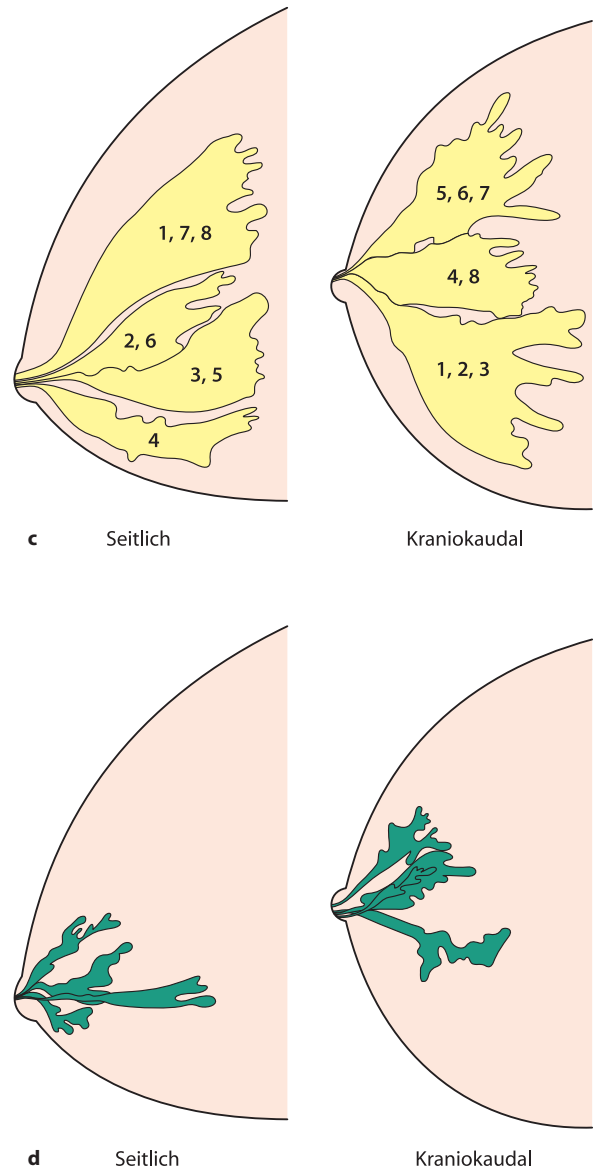 1, 7, 8
2, 6
3, 5
4
5, 6, 7
4, 8
1, 2, 3
c Seitlich Kraniokaudal
d Seitlich Kraniokaudal